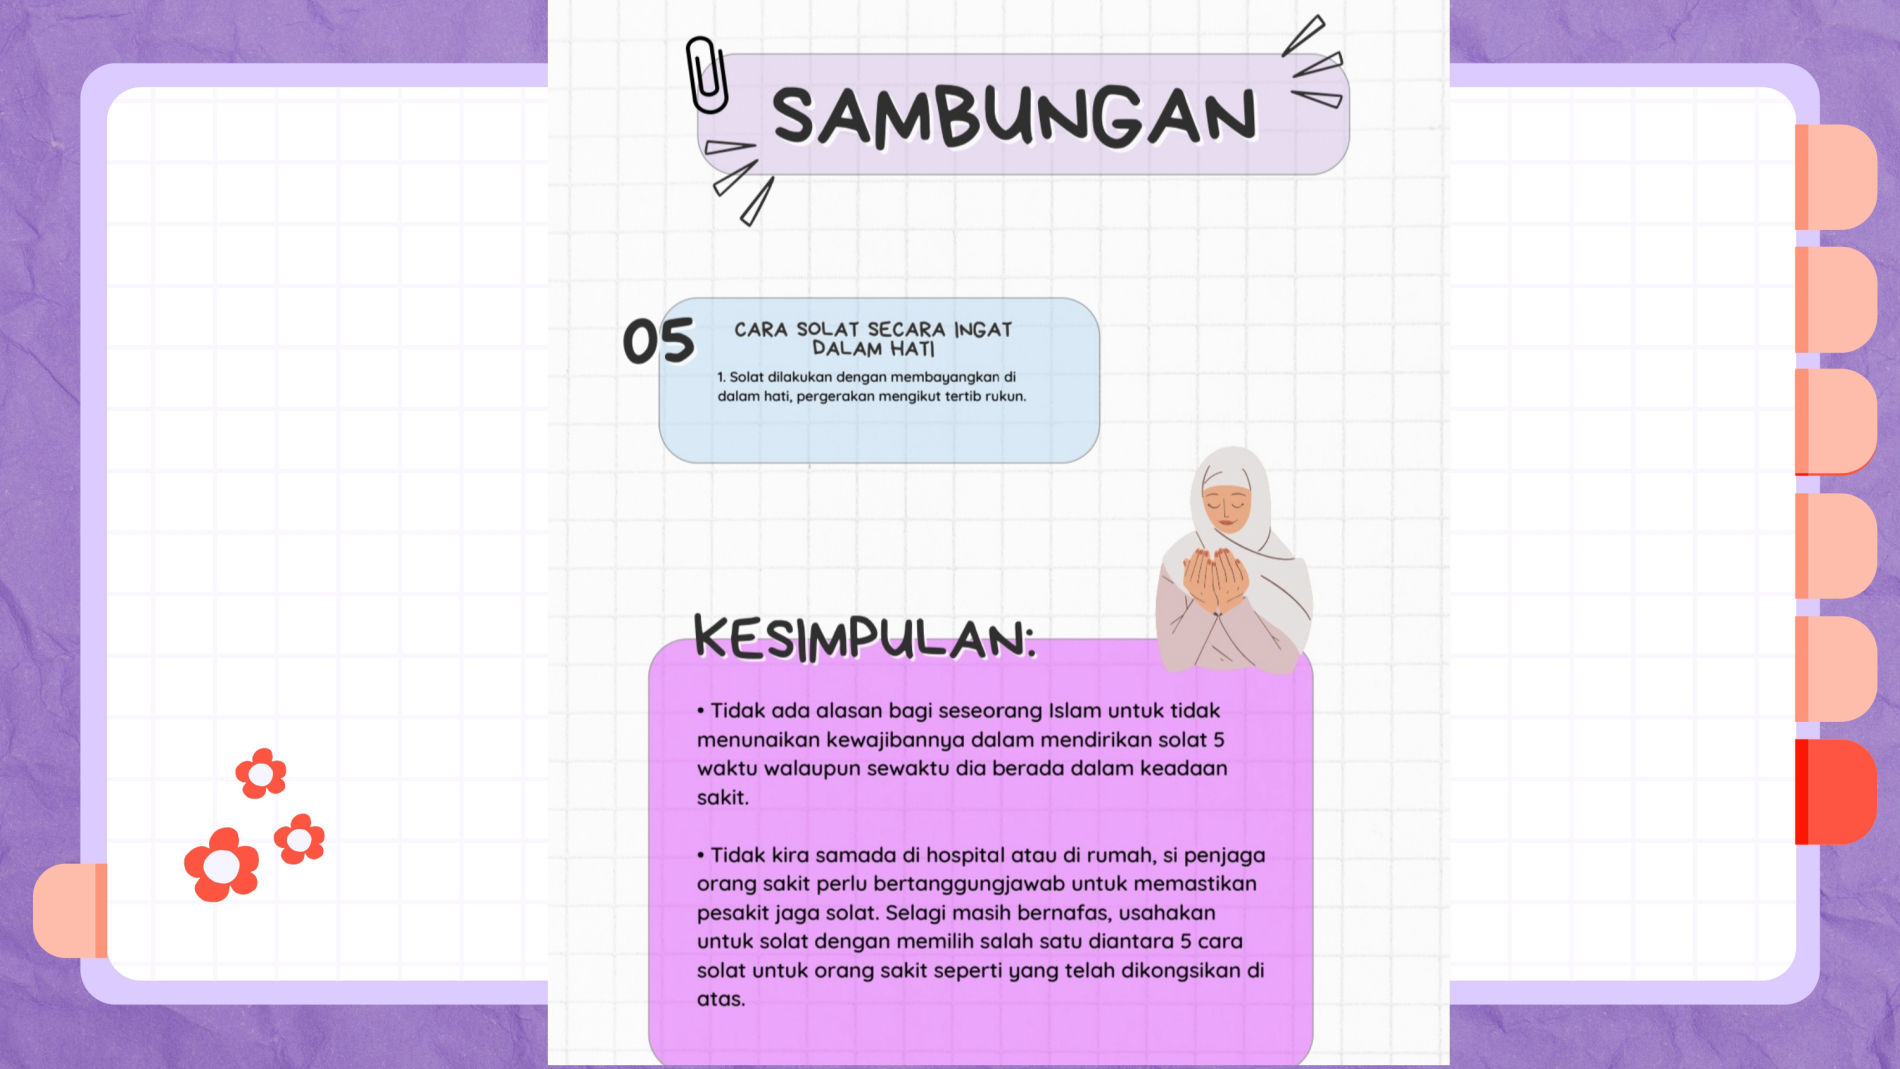 SAMBUNGAN
05
CARA SOLAT SECARA INGAT
DALAM HATI
1. Solat dilakukan dengan membayangkan di
dalam hati, pergerakan mengikut tertib rukun.
KESIMPULAN:
• Tidak ada alasan bagi seseorang Islam untuk tidak
menunaikan kewajibannya dalam mendirikan solat 5
waktu walaupun sewaktu dia berada dalam keadaan
sakit.
• Tidak kira samada di hospital atau di rumah, si penjaga
orang sakit perlu bertanggungjawab untuk memastikan
pesakit jaga solat. Selagi masih bernafas, usahakan
untuk solat dengan memilih salah satu diantara 5 cara
solat untuk orang sakit seperti yang telah dikongsikan di
atas.